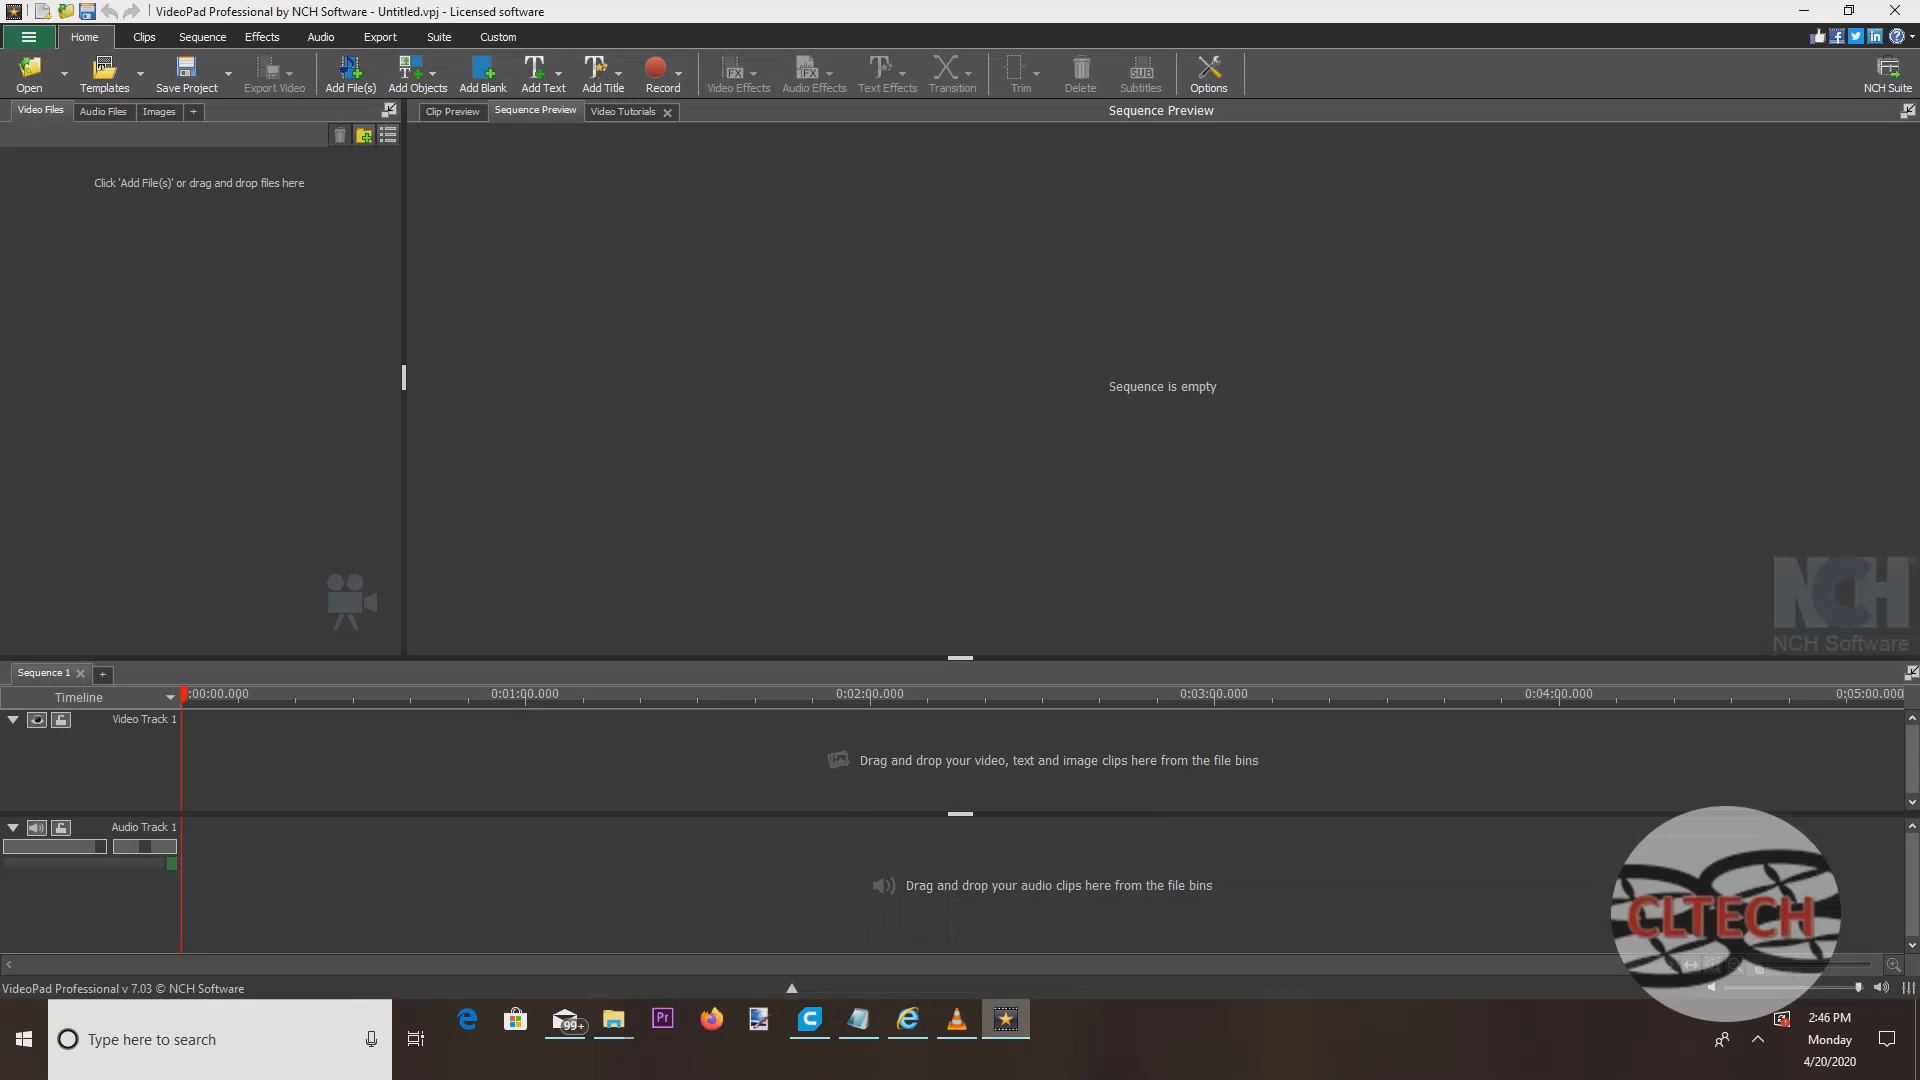 VideoPad Professional by NCH Software - Untitled.vpj - Licensed software
Home Clips Sequence Effects Audio Export Suite Custom
Open Templates Save Project Export Video Add File(s) Add Objects Add Blank Add Text Add Title Record Video Effects Audio Effects Text Effects Transition Trim Delete Subtitles Options NCH Suite
Video Files Audio Files Images +
Clip Preview Sequence Preview Video Tutorials
Sequence Preview
Click 'Add File(s)' or drag and drop files here
Sequence is empty
NCH
NCH Software
Sequence 1 +
Timeline
:00:00.000 0:01:00.000 0:02:00.000 0:03:00.000 0:04:00.000 0:05:00.000
Video Track 1
Drag and drop your video, text and image clips here from the file bins
Audio Track 1
Drag and drop your audio clips here from the file bins
CLTECH
VideoPad Professional v 7.03 © NCH Software
Type here to search
99+
Pr
2:46 PM
Monday
4/20/2020